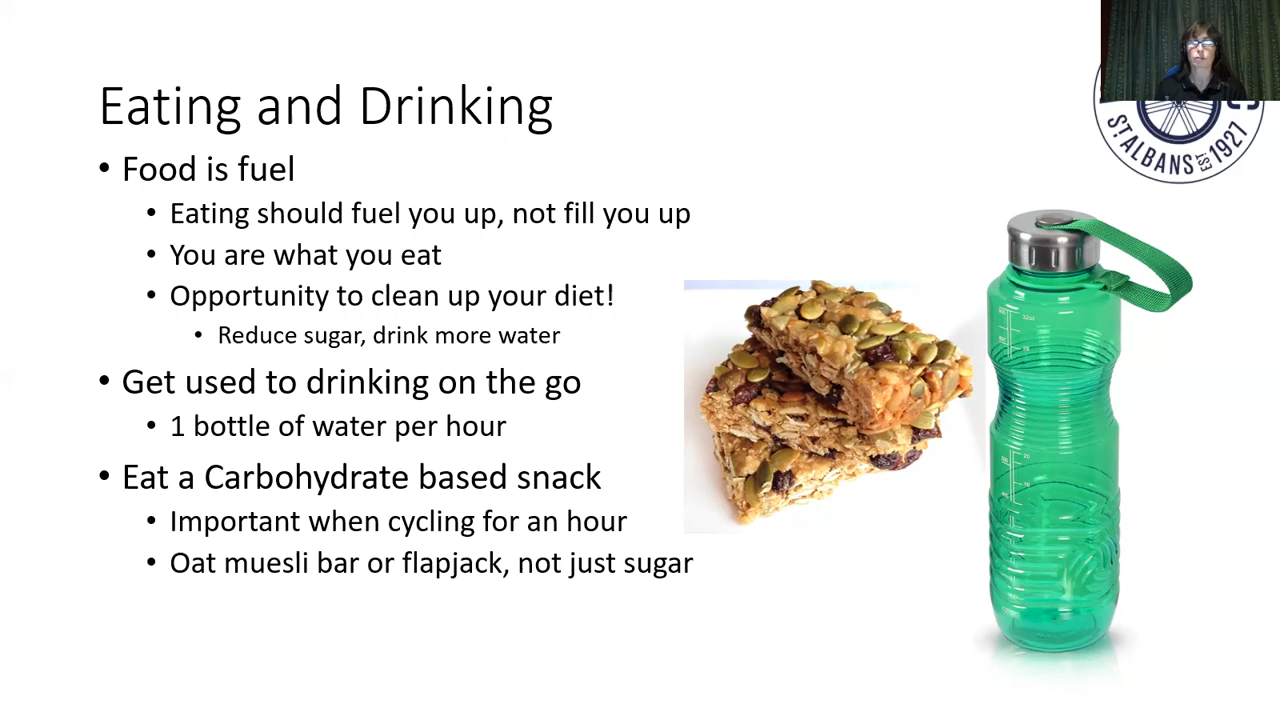 Eating and Drinking
• Food is fuel
• Eating should fuel you up, not fill you up
• You are what you eat
• Opportunity to clean up your diet!
• Reduce sugar, drink more water
• Get used to drinking on the go
• 1 bottle of water per hour
• Eat a Carbohydrate based snack
• Important when cycling for an hour
• Oat muesli bar or flapjack, not just sugar
ST. ALBANS EST. 1927